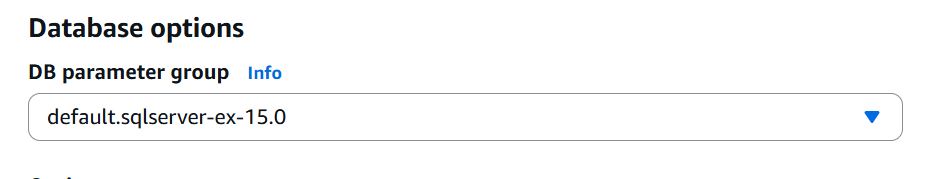 Database options
DB parameter group Info
default.sqlserver-ex-15.0